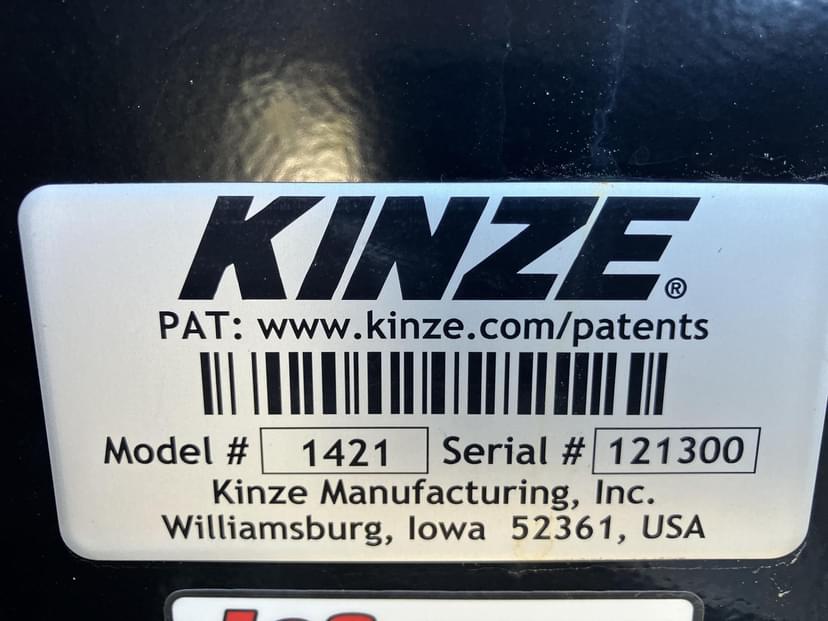 KINZE®
PAT: www.kinze.com/patents
Model # 1421 Serial # 121300
Kinze Manufacturing, Inc.
Williamsburg, Iowa 52361, USA